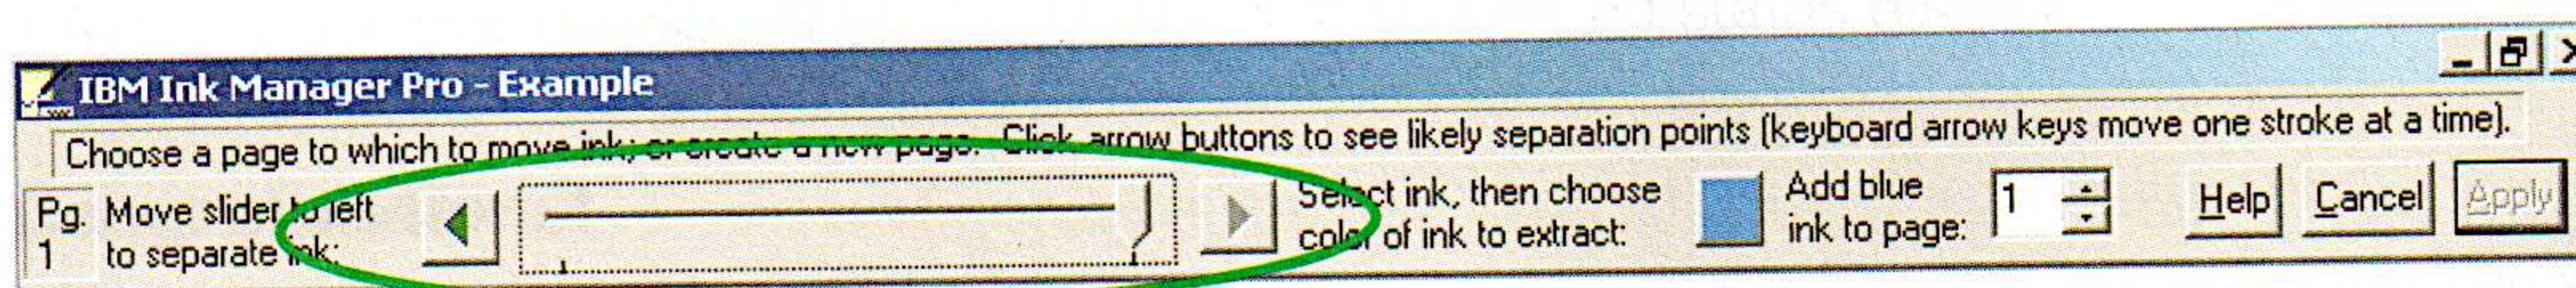 IBM Ink Manager Pro - Example
Choose a page to which to move ink; or create a new page. Click arrow buttons to see likely separation points (keyboard arrow keys move one stroke at a time).
Pg. 1
Move slider to left
to separate ink:
Select ink, then choose
color of ink to extract:
Add blue
ink to page:
1
Help
Cancel
Apply